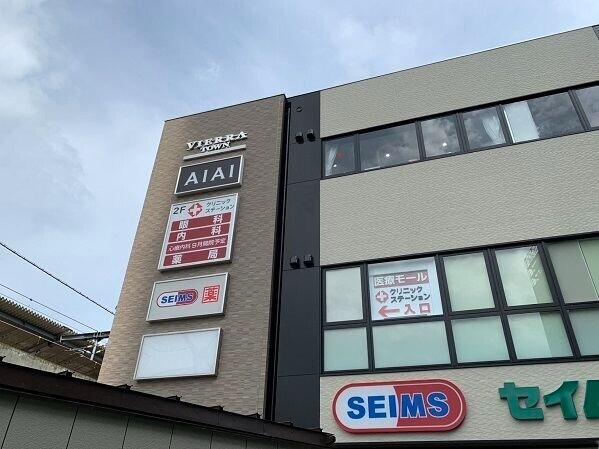 VIERRA
TOWN
AIAI
2F クリニック
ステーション
眼科
内科
心療内科 9月開院予定
薬局
SEIMS 薬
医療モール
クリニック
ステーション
←入口
SEIMS セイ